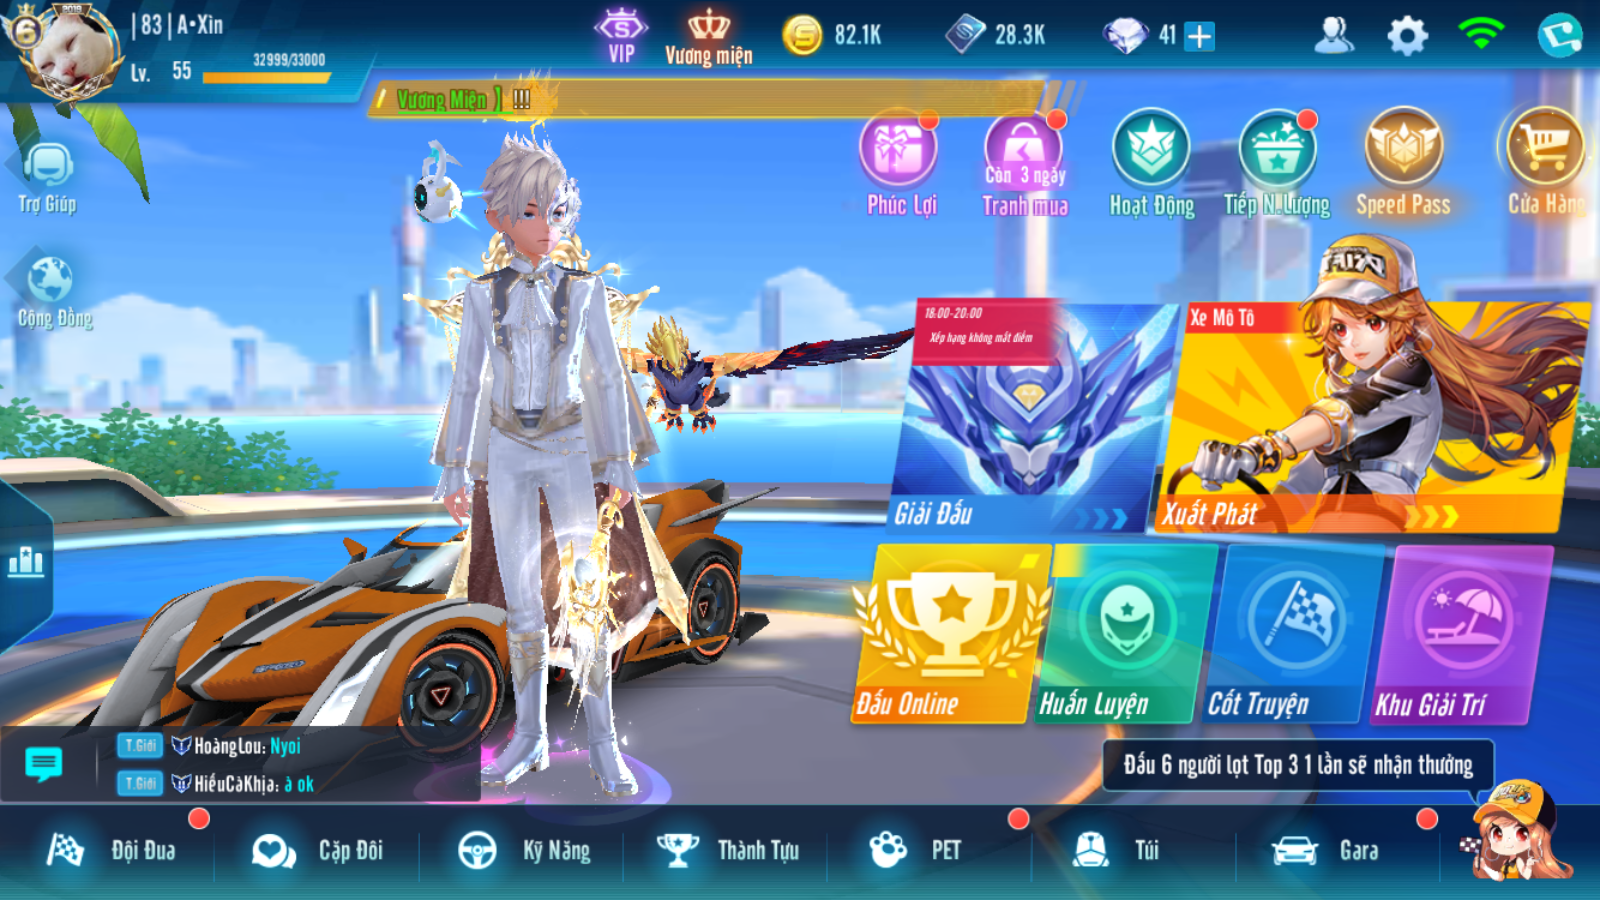 6
2019
| 83 | A•Xìn
Lv. 55
32999/33000
S
VIP
Vương miện
82.1K
28.3K
41
Vương Miện ] !!!
Trợ Giúp
Cộng Đồng
Phúc Lợi
Còn 3 ngày
Tranh mua
Hoạt Động
Tiếp N.Lượng
Speed Pass
Cửa Hàng
18:00-20:00
Xếp hạng không mất điểm
Giải Đấu
Xe Mô Tô
Xuất Phát
Đấu Online
Huấn Luyện
Cốt Truyện
Khu Giải Trí
T.Giới HoàngLou: Nyoi
T.Giới HiếuCàKhịa: à ok
Đấu 6 người lọt Top 3 1 lần sẽ nhận thưởng
Đội Đua
Cặp Đôi
Kỹ Năng
Thành Tựu
PET
Túi
Gara